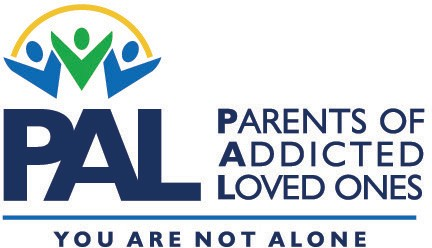 PAL
PARENTS OF
ADDICTED
LOVED ONES
YOU ARE NOT ALONE